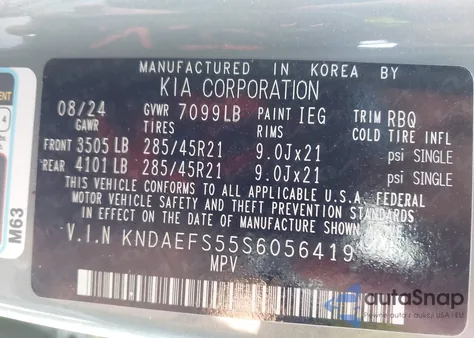 MANUFACTURED IN KOREA BY
KIA CORPORATION
08/24 GVWR 7099LB PAINT IEG TRIM RBQ
GAWR TIRES RIMS COLD TIRE INFL
FRONT 3505 LB 285/45R21 9.0Jx21 psi SINGLE
REAR 4101 LB 285/45R21 9.0Jx21 psi SINGLE
THIS VEHICLE CONFORMS TO ALL APPLICABLE U.S.A. FEDERAL
MOTOR VEHICLE SAFETY AND THEFT PREVENTION STANDARDS
IN EFFECT ON THE DATE OF MANUFACTURE SHOWN ABOVE
V.I.N KNDAEFS55S6056419
MPV
M63
4
autoSnap